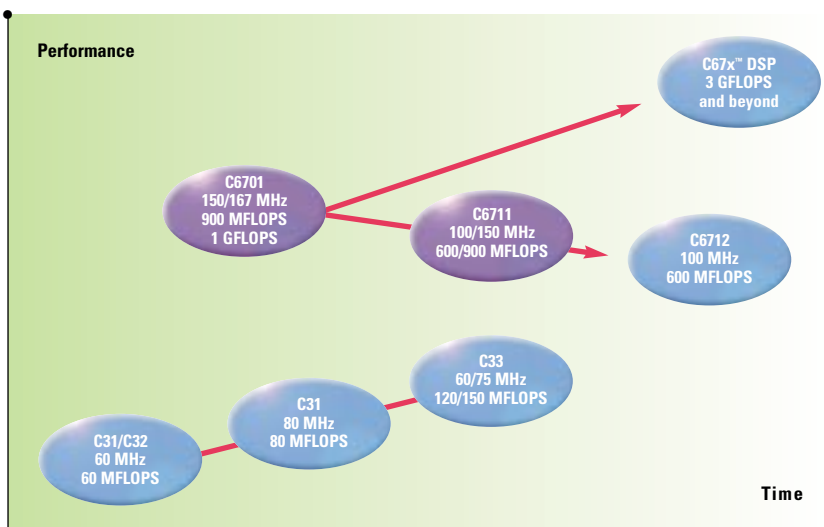 Performance
C67x™ DSP
3 GFLOPS
and beyond
C6701
150/167 MHz
900 MFLOPS
1 GFLOPS
C6711
100/150 MHz
600/900 MFLOPS
C6712
100 MHz
600 MFLOPS
C33
60/75 MHz
120/150 MFLOPS
C31
80 MHz
80 MFLOPS
C31/C32
60 MHz
60 MFLOPS
Time